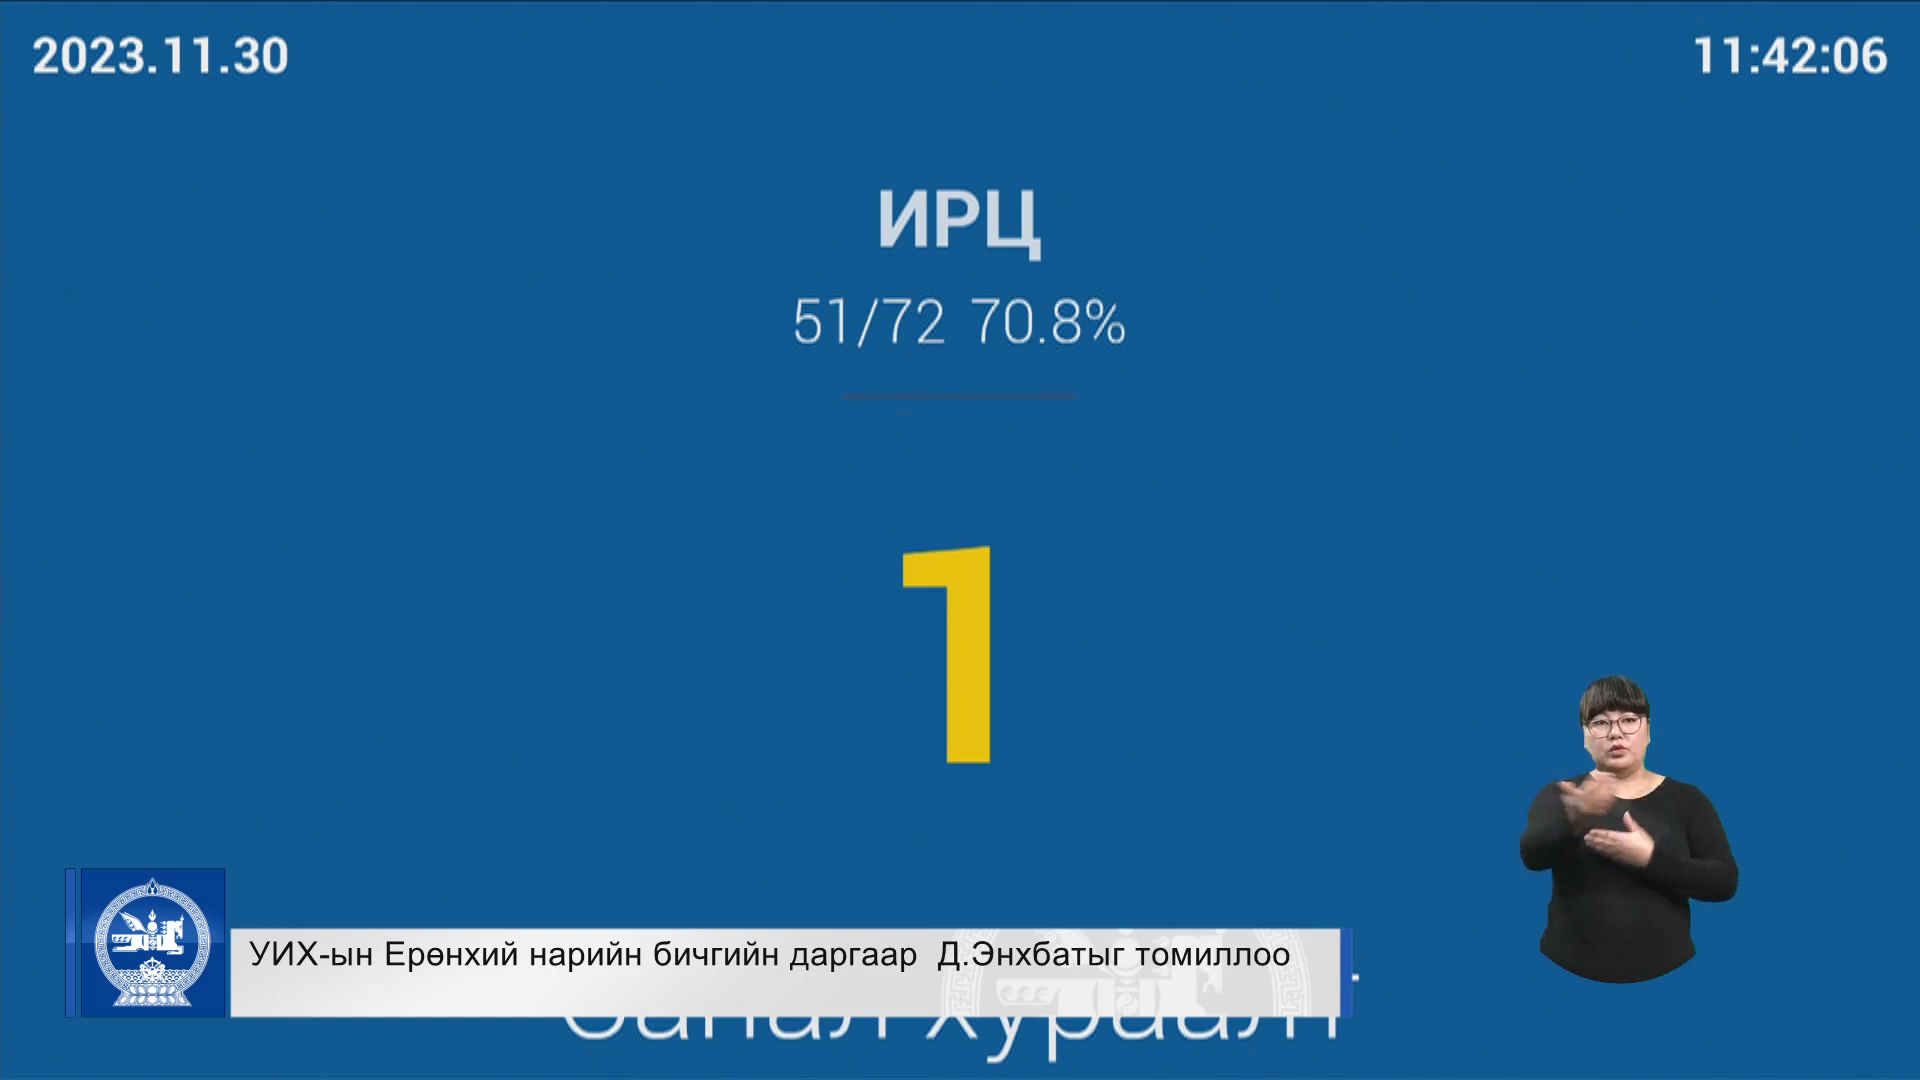 2023.11.30
11:42:06
ИРЦ
51/72 70.8%
1
УИХ-ын Ерөнхий нарийн бичгийн даргаар Д.Энхбатыг томиллоо